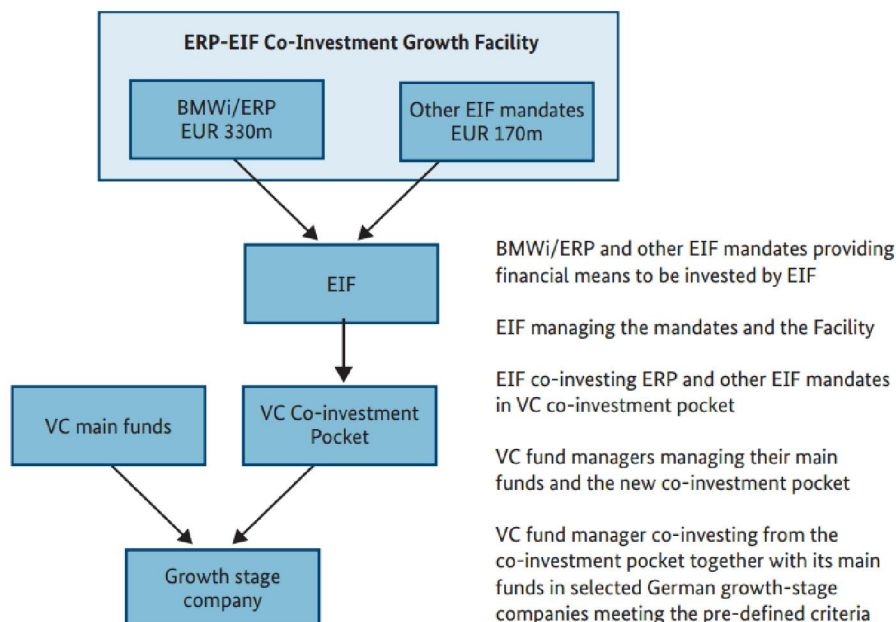 ERP-EIF Co-Investment Growth Facility
BMWi/ERP
EUR 330m
Other EIF mandates
EUR 170m
EIF
BMWi/ERP and other EIF mandates providing
financial means to be invested by EIF
EIF managing the mandates and the Facility
EIF co-investing ERP and other EIF mandates
in VC co-investment pocket
VC main funds
VC Co-investment
Pocket
VC fund managers managing their main
funds and the new co-investment pocket
VC fund manager co-investing from the
co-investment pocket together with its main
funds in selected German growth-stage
companies meeting the pre-defined criteria
Growth stage
company